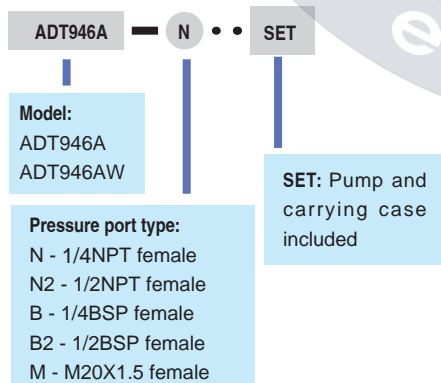 ADT946A — N • • SET
Model:
ADT946A
ADT946AW
Pressure port type:
N - 1/4NPT female
N2 - 1/2NPT female
B - 1/4BSP female
B2 - 1/2BSP female
M - M20X1.5 female
SET: Pump and
carrying case
included